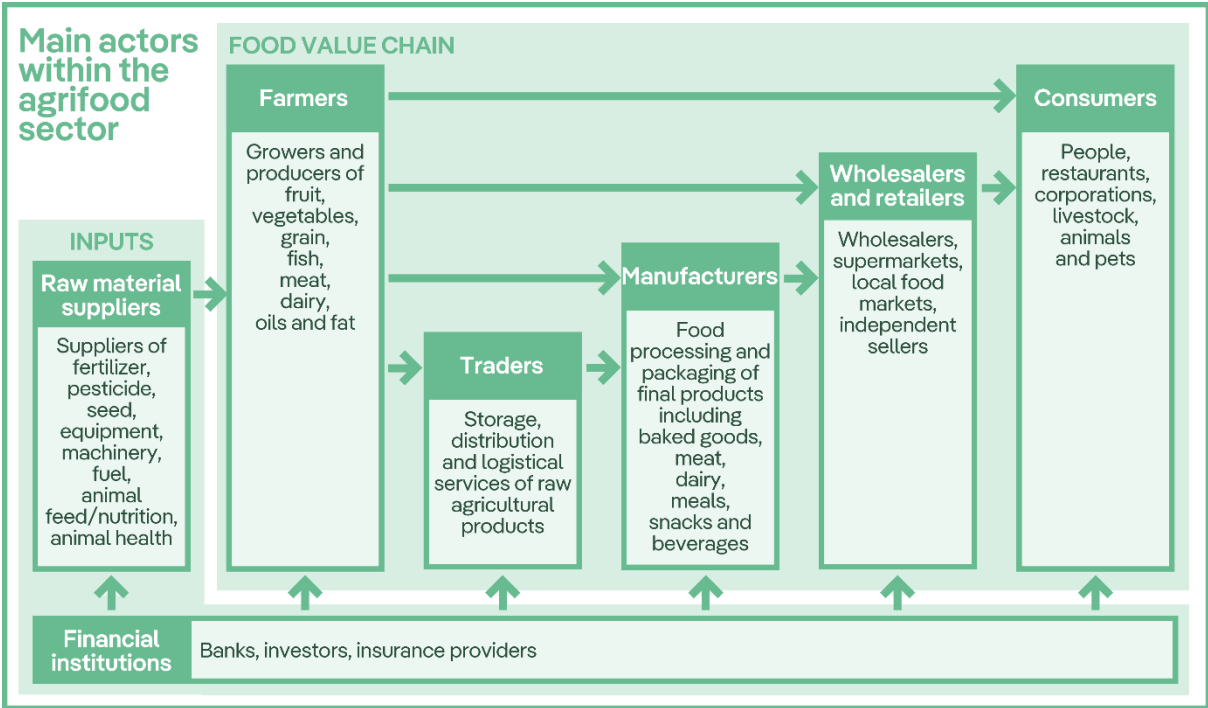 Main actors
within the
agrifood
sector
FOOD VALUE CHAIN
Farmers
Growers and
producers of
fruit,
vegetables,
grain,
fish,
meat,
dairy,
oils and fat
Consumers
People,
restaurants,
corporations,
livestock,
animals
and pets
Wholesalers
and retailers
Wholesalers,
supermarkets,
local food
markets,
independent
sellers
INPUTS
Raw material
suppliers
Suppliers of
fertilizer,
pesticide,
seed,
equipment,
machinery,
fuel,
animal
feed/nutrition,
animal health
Manufacturers
Food
processing and
packaging of
final products
including
baked goods,
meat,
dairy,
meals,
snacks and
beverages
Traders
Storage,
distribution
and logistical
services of raw
agricultural
products
Financial
institutions
Banks, investors, insurance providers